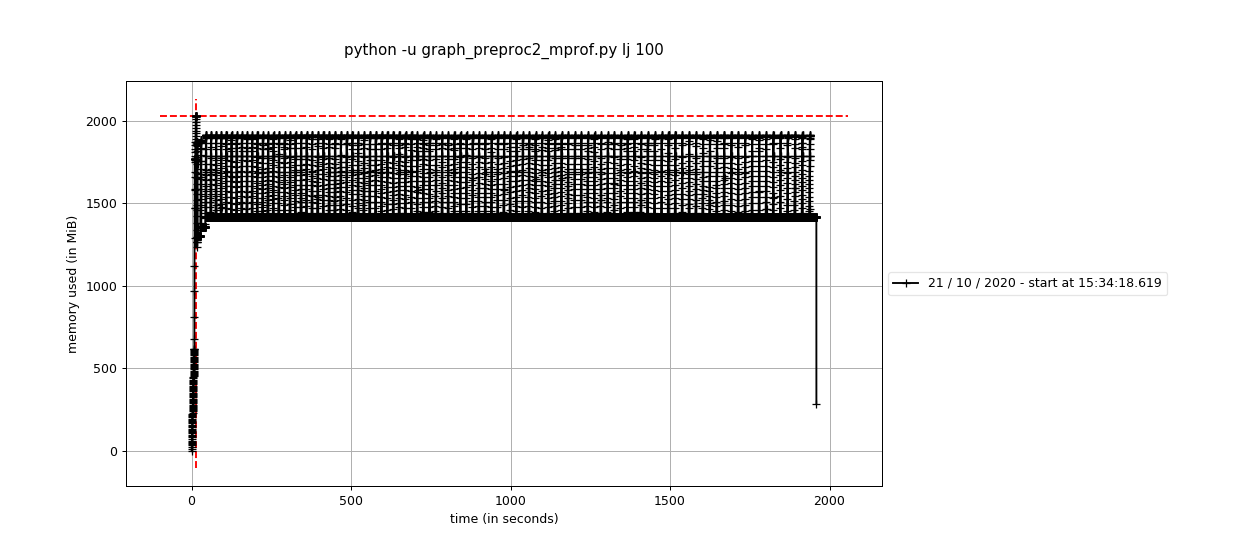 python -u graph_preproc2_mprof.py lj 100
2000
1500
1000
500
0
memory used (in MiB)
0 500 1000 1500 2000
time (in seconds)
21 / 10 / 2020 - start at 15:34:18.619